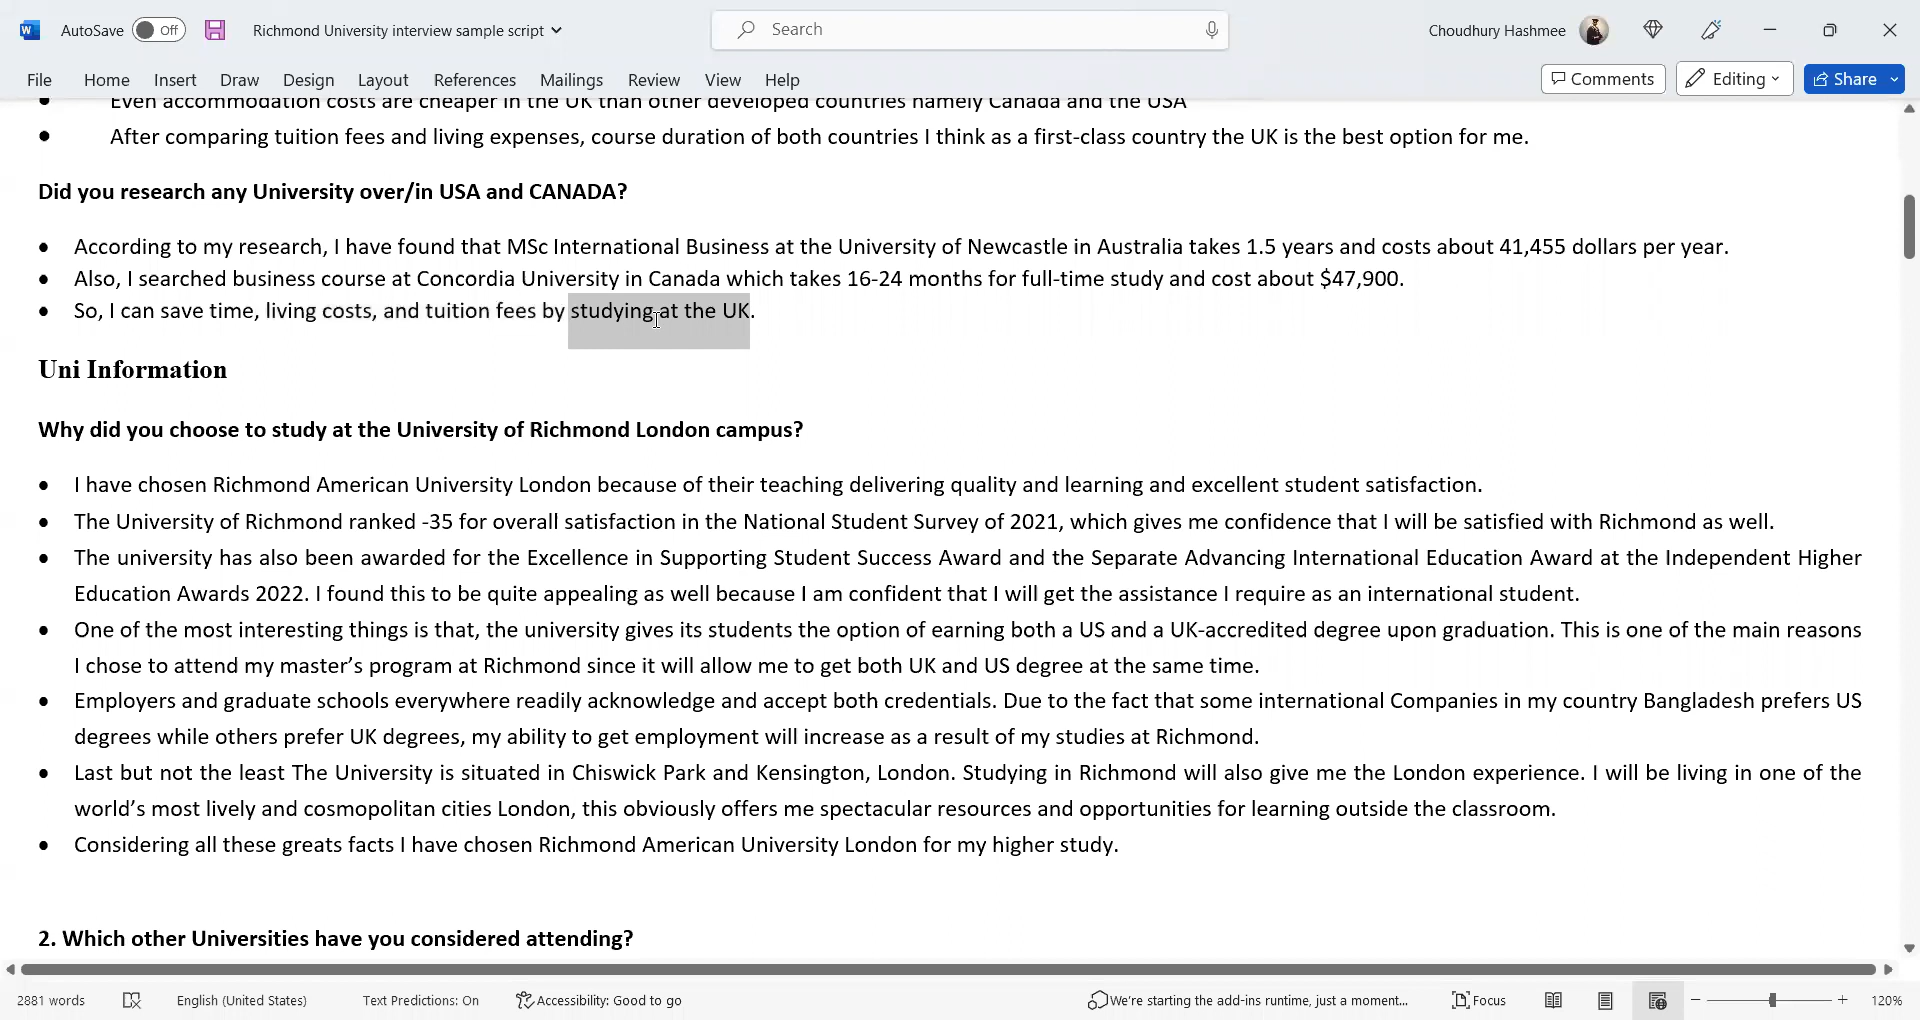 AutoSave Off Richmond University interview sample script Search Choudhury Hashmee
File Home Insert Draw Design Layout References Mailings Review View Help Comments Editing Share
• Even accommodation costs are cheaper in the UK than other developed countries namely Canada and the USA
• After comparing tuition fees and living expenses, course duration of both countries I think as a first-class country the UK is the best option for me.
Did you research any University over/in USA and CANADA?
• According to my research, I have found that MSc International Business at the University of Newcastle in Australia takes 1.5 years and costs about 41,455 dollars per year.
• Also, I searched business course at Concordia University in Canada which takes 16-24 months for full-time study and cost about $47,900.
• So, I can save time, living costs, and tuition fees by studying at the UK.
Uni Information
Why did you choose to study at the University of Richmond London campus?
• I have chosen Richmond American University London because of their teaching delivering quality and learning and excellent student satisfaction.
• The University of Richmond ranked -35 for overall satisfaction in the National Student Survey of 2021, which gives me confidence that I will be satisfied with Richmond as well.
• The university has also been awarded for the Excellence in Supporting Student Success Award and the Separate Advancing International Education Award at the Independent Higher
Education Awards 2022. I found this to be quite appealing as well because I am confident that I will get the assistance I require as an international student.
• One of the most interesting things is that, the university gives its students the option of earning both a US and a UK-accredited degree upon graduation. This is one of the main reasons
I chose to attend my master’s program at Richmond since it will allow me to get both UK and US degree at the same time.
• Employers and graduate schools everywhere readily acknowledge and accept both credentials. Due to the fact that some international Companies in my country Bangladesh prefers US
degrees while others prefer UK degrees, my ability to get employment will increase as a result of my studies at Richmond.
• Last but not the least The University is situated in Chiswick Park and Kensington, London. Studying in Richmond will also give me the London experience. I will be living in one of the
world’s most lively and cosmopolitan cities London, this obviously offers me spectacular resources and opportunities for learning outside the classroom.
• Considering all these greats facts I have chosen Richmond American University London for my higher study.
2. Which other Universities have you considered attending?
2881 words English (United States) Text Predictions: On Accessibility: Good to go We're starting the add-ins runtime, just a moment... Focus 120%